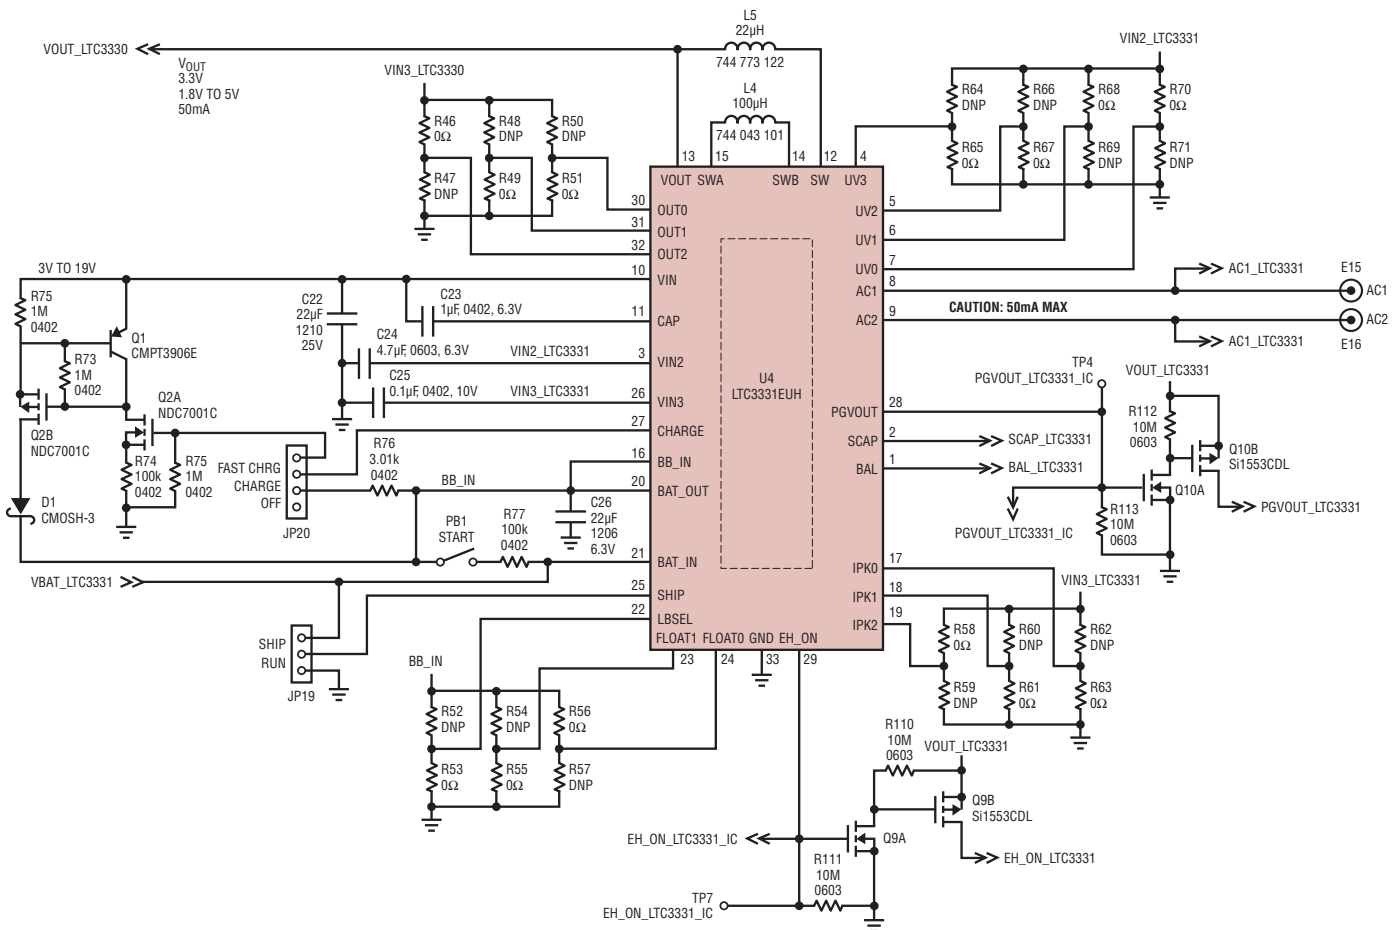 L5
22µH
744 773 122
L4
100µH
744 043 101
VOUT_LTC3330
VOUT
3.3V
1.8V TO 5V
50mA
VIN3_LTC3330
R46
0Ω
R48
DNP
R50
DNP
R47
DNP
R49
0Ω
R51
0Ω
VIN2_LTC3331
R64
DNP
R66
DNP
R68
0Ω
R70
0Ω
R65
0Ω
R67
0Ω
R69
DNP
R71
DNP
13
15
14
12
4
VOUT
SWA
SWB
SW
UV3
30
OUT0
31
OUT1
32
OUT2
10
VIN
11
CAP
3
VIN2
26
VIN3
27
CHARGE
16
BB_IN
20
BAT_OUT
21
BAT_IN
25
SHIP
22
LBSEL
FLOAT1
FLOAT0
GND
EH_ON
23
24
33
29
U4
LTC3331EUH
UV2
5
UV1
6
UV0
7
AC1
8
AC2
9
PGVOUT
28
SCAP
2
BAL
1
IPK0
17
IPK1
18
IPK2
19
AC1_LTC3331
E15
AC1
CAUTION: 50mA MAX
AC2
E16
AC1_LTC3331
3V TO 19V
R75
1M
0402
Q1
CMPT3906E
R73
1M
0402
Q2A
NDC7001C
Q2B
NDC7001C
R74
100k
0402
R75
1M
0402
D1
CMOSH-3
C22
22µF
1210
25V
C23
1µF, 0402, 6.3V
C24
4.7µF, 0603, 6.3V
VIN2_LTC3331
C25
0.1µF, 0402, 10V
VIN3_LTC3331
FAST CHRG
CHARGE
OFF
JP20
R76
3.01k
0402
BB_IN
C26
22µF
1206
6.3V
PB1
START
R77
100k
0402
VBAT_LTC3331
SHIP
RUN
JP19
BB_IN
R52
DNP
R54
DNP
R56
0Ω
R53
0Ω
R55
0Ω
R57
DNP
TP4
PGVOUT_LTC3331_IC
VOUT_LTC3331
R112
10M
0603
Q10B
Si1553CDL
SCAP_LTC3331
BAL_LTC3331
Q10A
PGVOUT_LTC3331
PGVOUT_LTC3331_IC
R113
10M
0603
VIN3_LTC3331
R58
0Ω
R60
DNP
R62
DNP
R59
DNP
R61
0Ω
R63
0Ω
R110
10M
0603
VOUT_LTC3331
Q9B
Si1553CDL
EH_ON_LTC3331_IC
Q9A
EH_ON_LTC3331
R111
10M
0603
TP7
EH_ON_LTC3331_IC